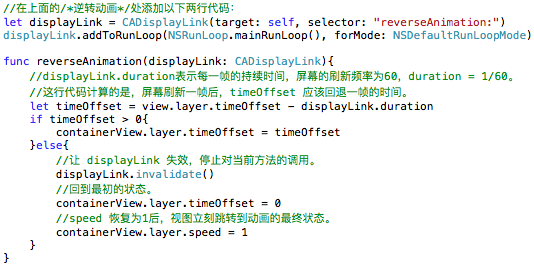 //在上面的/*逆转动画*/处添加以下两行代码:
let displayLink = CADisplayLink(target: self, selector: "reverseAnimation:")
displayLink.addToRunLoop(NSRunLoop.mainRunLoop(), forMode: NSDefaultRunLoopMode)
func reverseAnimation(displayLink: CADisplayLink){
//displayLink.duration表示每一帧的持续时间，屏幕的刷新频率为60，duration = 1/60。
//这行代码计算的是，屏幕刷新一帧后，timeOffset 应该回退一帧的时间。
let timeOffset = view.layer.timeOffset - displayLink.duration
if timeOffset > 0{
containerView.layer.timeOffset = timeOffset
}else{
//让 displayLink 失效，停止对当前方法的调用。
displayLink.invalidate()
//回到最初的状态。
containerView.layer.timeOffset = 0
//speed 恢复为1后，视图立刻跳转到动画的最终状态。
containerView.layer.speed = 1
}
}